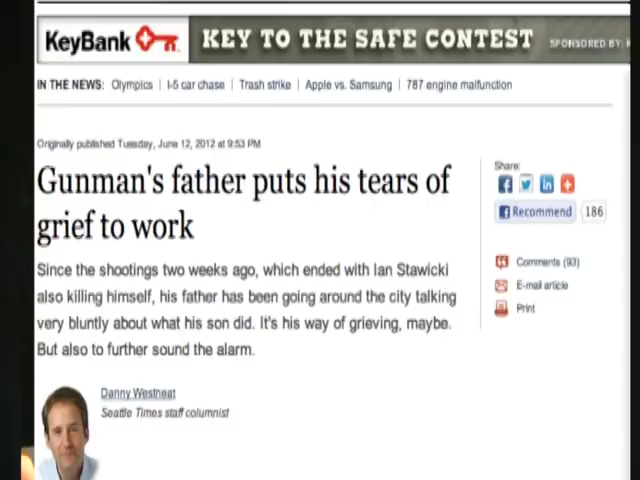 KeyBank KEY TO THE SAFE CONTEST SPONSORED BY:
IN THE NEWS: Olympics | I-5 car chase | Trash strike | Apple vs. Samsung | 787 engine malfunction
Originally published Tuesday, June 12, 2012 at 9:53 PM
Gunman's father puts his tears of
grief to work
Since the shootings two weeks ago, which ended with Ian Stawicki
also killing himself, his father has been going around the city talking
very bluntly about what his son did. It's his way of grieving, maybe.
But also to further sound the alarm.
Danny Westneat
Seattle Times staff columnist
Share:
Recommend 186
Comments (93)
E-mail article
Print